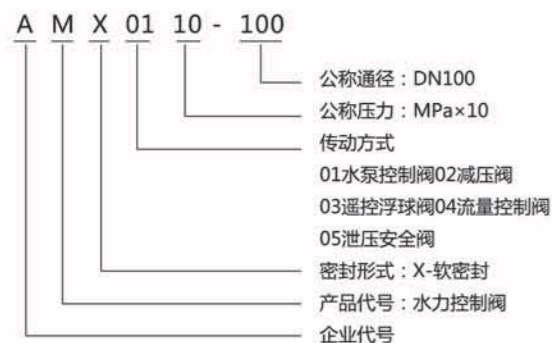 A M X 01 10 - 100
公称通径：DN100
公称压力：MPa×10
传动方式
01水泵控制阀02减压阀
03遥控浮球阀04流量控制阀
05泄压安全阀
密封形式：X-软密封
产品代号：水力控制阀
企业代号